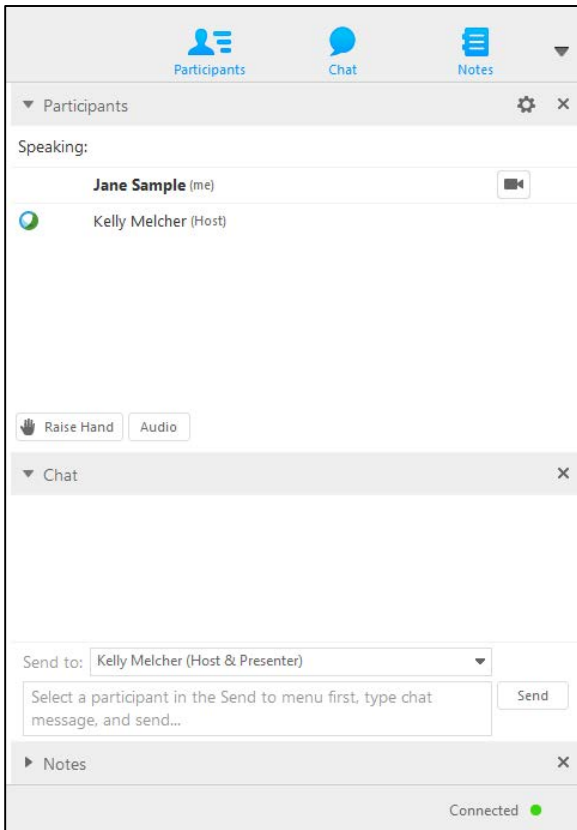 Participants
Chat
Notes
Participants
Speaking:
Jane Sample (me)
Kelly Melcher (Host)
Raise Hand
Audio
Chat
Send to: Kelly Melcher (Host & Presenter)
Select a participant in the Send to menu first, type chat
message, and send...
Send
Notes
Connected